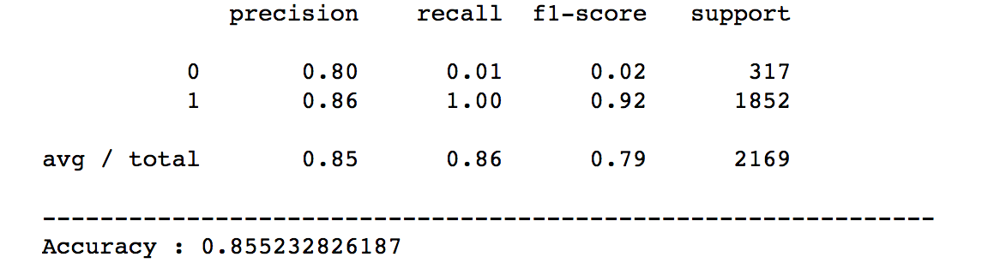 precision recall f1-score support
0 0.80 0.01 0.02 317
1 0.86 1.00 0.92 1852
avg / total 0.85 0.86 0.79 2169
--------------------------------------------------------------
Accuracy : 0.855232826187